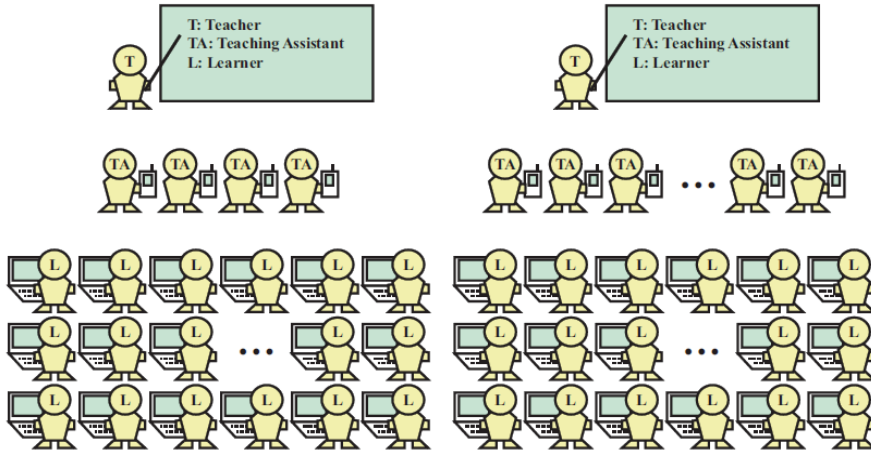 T: Teacher
TA: Teaching Assistant
L: Learner
T
T: Teacher
TA: Teaching Assistant
L: Learner
T
TA TA TA TA
TA TA TA ... TA TA
L L L L L L
L L L L L L
L L L ... L L
L L L ... L L
L L L L L L
L L L L L L